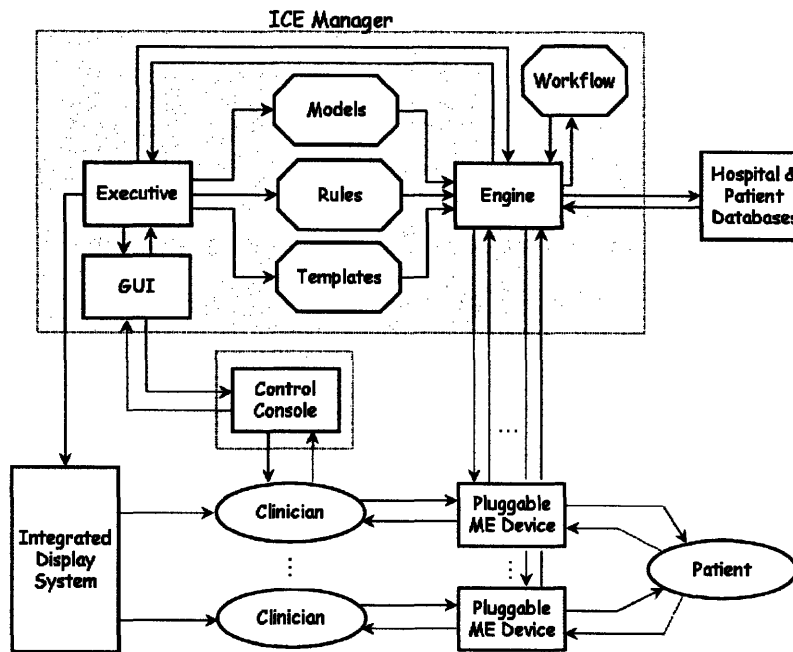 ICE Manager
Workflow
Models
Executive
Rules
Engine
Hospital &
Patient
Databases
GUI
Templates
Control
Console
...
Integrated
Display
System
Clinician
Pluggable
ME Device
...
...
Patient
Clinician
Pluggable
ME Device